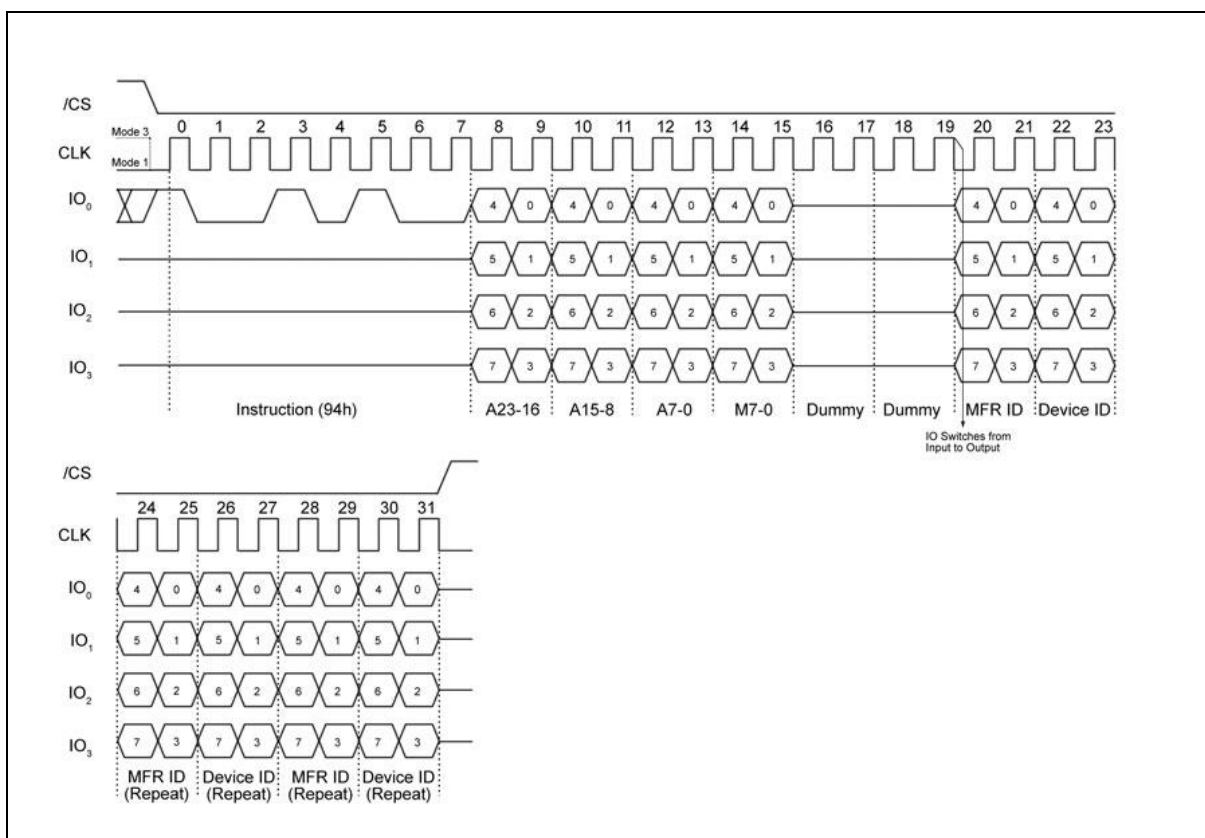 /CS
Mode 3
0 1 2 3 4 5 6 7 8 9 10 11 12 13 14 15 16 17 18 19 20 21 22 23
CLK
Mode 1
IO0 4 0 4 0 4 0 4 0 4 0 4 0
IO1 5 1 5 1 5 1 5 1 5 1 5 1
IO2 6 2 6 2 6 2 6 2 6 2 6 2
IO3 7 3 7 3 7 3 7 3 7 3 7 3
Instruction (94h) A23-16 A15-8 A7-0 M7-0 Dummy Dummy MFR ID Device ID
IO Switches from
Input to Output
/CS
24 25 26 27 28 29 30 31
CLK
IO0 4 0 4 0 4 0 4 0
IO1 5 1 5 1 5 1 5 1
IO2 6 2 6 2 6 2 6 2
IO3 7 3 7 3 7 3 7 3
MFR ID Device ID MFR ID Device ID
(Repeat) (Repeat) (Repeat) (Repeat)